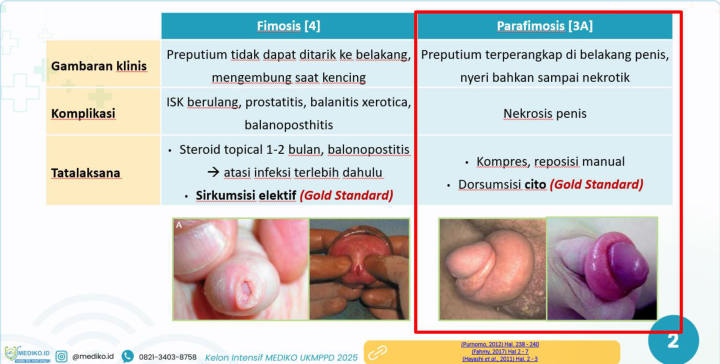 Fimosis [4]
Parafimosis [3A]
Gambaran klinis
Preputium tidak dapat ditarik ke belakang,
mengembung saat kencing
Preputium terperangkap di belakang penis,
nyeri bahkan sampai nekrotik
Komplikasi
ISK berulang, prostatitis, balanitis xerotica,
balanoposthitis
Nekrosis penis
Tatalaksana
• Steroid topical 1-2 bulan, balonopostitis
→ atasi infeksi terlebih dahulu
• Sirkumsisi elektif (Gold Standard)
• Kompres, reposisi manual
• Dorsumsisi cito (Gold Standard)
A
MEDIKO.ID
@mediko.id
0821-3403-8758
Kelon Intensif MEDIKO UKMPPD 2025
(Purnomo, 2012) Hal. 238 - 240
(Fahmy, 2017) Hal 2 - 7
(Hayashi et al., 2011) Hal. 2 - 3
2